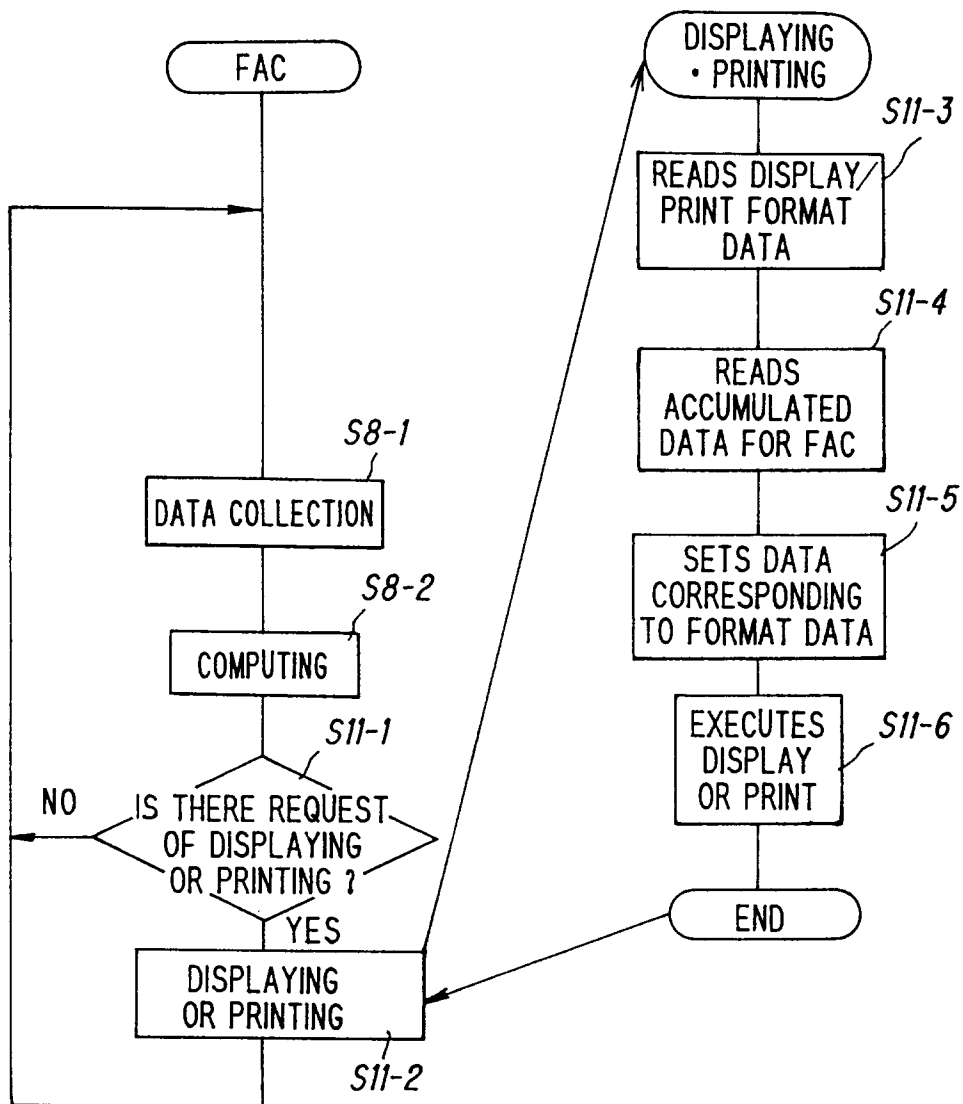 FAC
S8-1
DATA COLLECTION
S8-2
COMPUTING
S11-1
NO
IS THERE REQUEST
OF DISPLAYING
OR PRINTING ?
YES
DISPLAYING
OR PRINTING
S11-2
DISPLAYING
• PRINTING
S11-3
READS DISPLAY/
PRINT FORMAT
DATA
S11-4
READS
ACCUMULATED
DATA FOR FAC
S11-5
SETS DATA
CORRESPONDING
TO FORMAT DATA
S11-6
EXECUTES
DISPLAY
OR PRINT
END